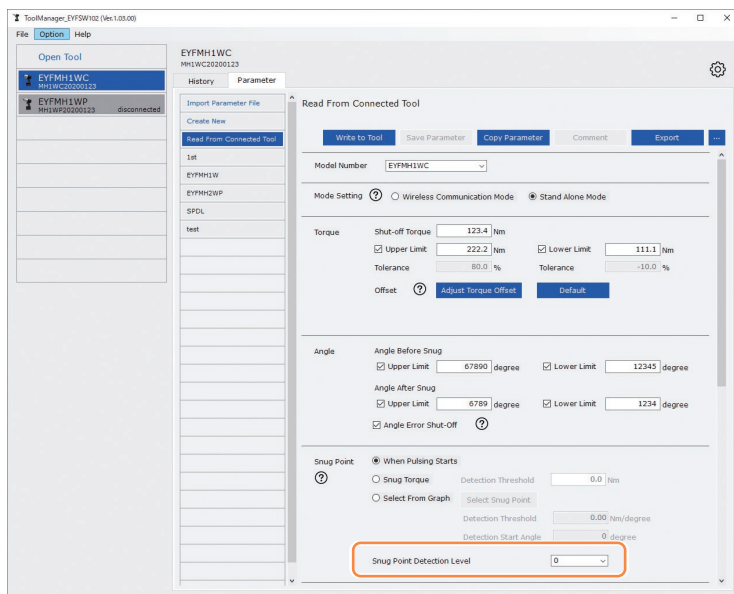 ToolManager_EYFSW102 (Ver.1.03.00)
File Option Help
Open Tool
EYFMH1WC
MH1WC20200123
EYFMH1WP
MH1WP20200123 disconnected
EYFMH1WC
MH1WC20200123
History Parameter
Import Parameter File
Create New
Read From Connected Tool
1st
EYFMH1W
EYFMH2WP
SPDL
test
Read From Connected Tool
Write to Tool Save Parameter Copy Parameter Comment Export ...
Model Number EYFMH1WC
Mode Setting ? Wireless Communication Mode Stand Alone Mode
Torque Shut-off Torque 123.4 Nm
Upper Limit 222.2 Nm Lower Limit 111.1 Nm
Tolerance 80.0 % Tolerance -10.0 %
Offset ? Adjust Torque Offset Default
Angle Angle Before Snug
Upper Limit 67890 degree Lower Limit 12345 degree
Angle After Snug
Upper Limit 6789 degree Lower Limit 1234 degree
Angle Error Shut-Off ?
Snug Point When Pulsing Starts
? Snug Torque Detection Threshold 0.0 Nm
Select From Graph Select Snug Point
Detection Threshold 0.00 Nm/degree
Detection Start Angle 0 degree
Snug Point Detection Level 0